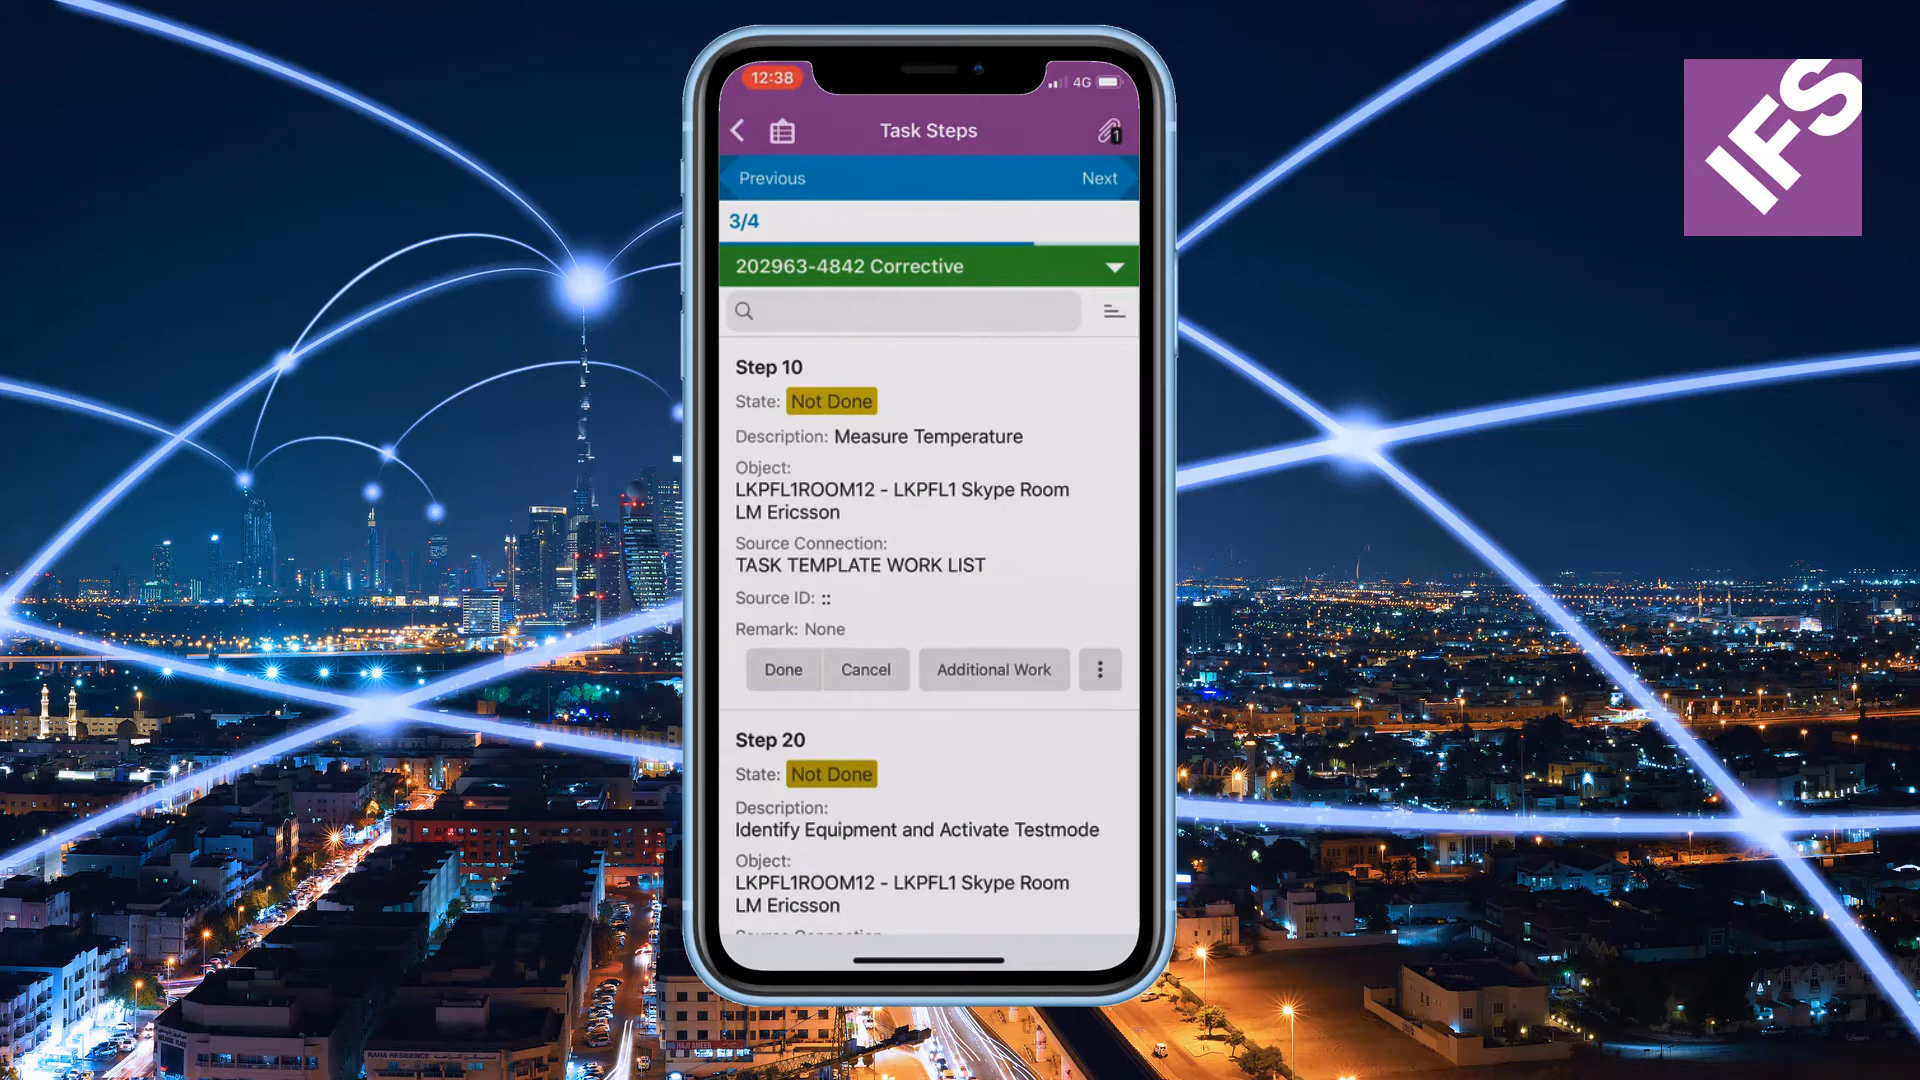 12:38
4G
IFS
Task Steps
1
Previous
Next
3/4
202963-4842 Corrective
Step 10
State: Not Done
Description: Measure Temperature
Object:
LKPFL1ROOM12 - LKPFL1 Skype Room
LM Ericsson
Source Connection:
TASK TEMPLATE WORK LIST
Source ID: ::
Remark: None
Done
Cancel
Additional Work
Step 20
State: Not Done
Description:
Identify Equipment and Activate Testmode
Object:
LKPFL1ROOM12 - LKPFL1 Skype Room
LM Ericsson
RAHA RESIDENCE